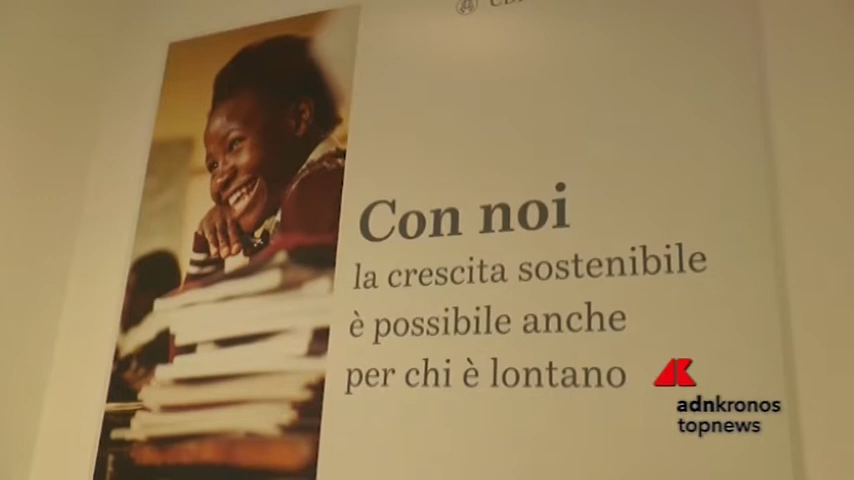 Con noi
la crescita sostenibile
è possibile anche
per chi è lontano
adnkronos
topnews